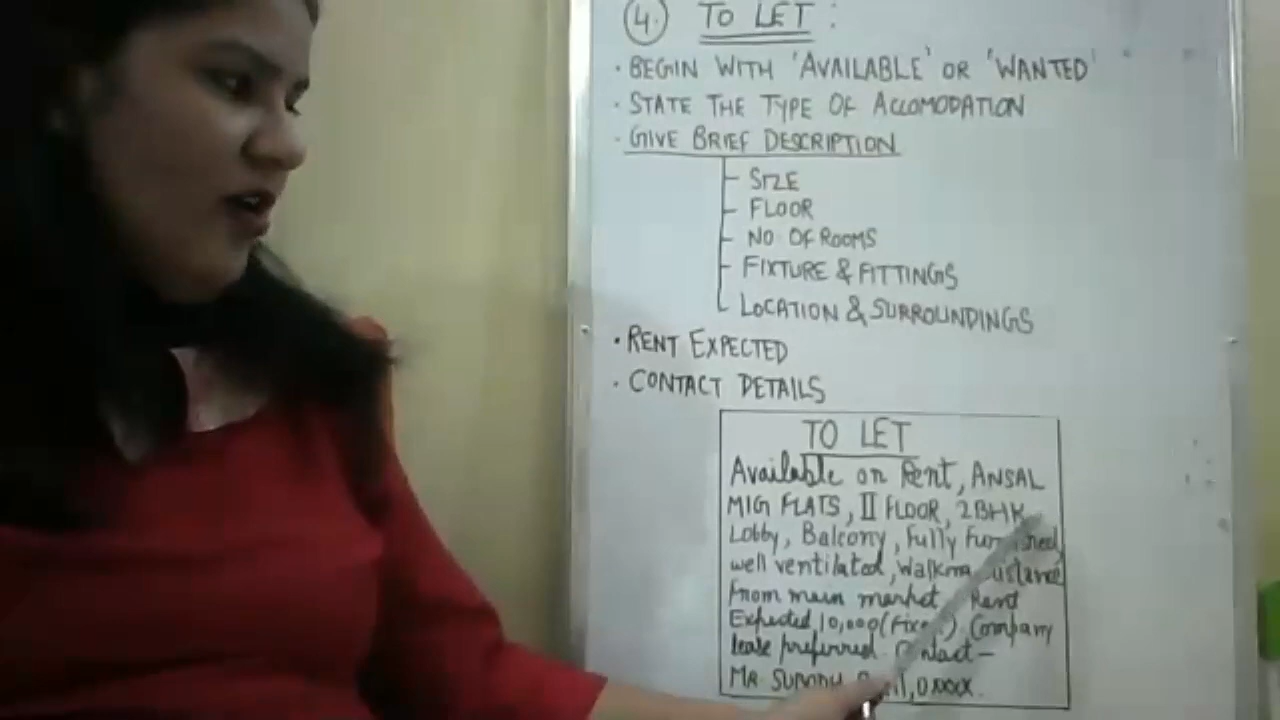 4. TO LET :
· BEGIN WITH 'AVAILABLE' OR 'WANTED'
· STATE THE TYPE OF ACCOMODATION
· GIVE BRIEF DESCRIPTION
SIZE
FLOOR
NO OF ROOMS
FIXTURE & FITTINGS
LOCATION & SURROUNDINGS
· RENT EXPECTED
· CONTACT DETAILS
TO LET
Available on Rent, ANSAL
MIG FLATS, II FLOOR, 2BHK
Lobby, Balcony, Fully
well ventilated,
from main market Rent
Expected 10,000 Company
lease preferred.
MR